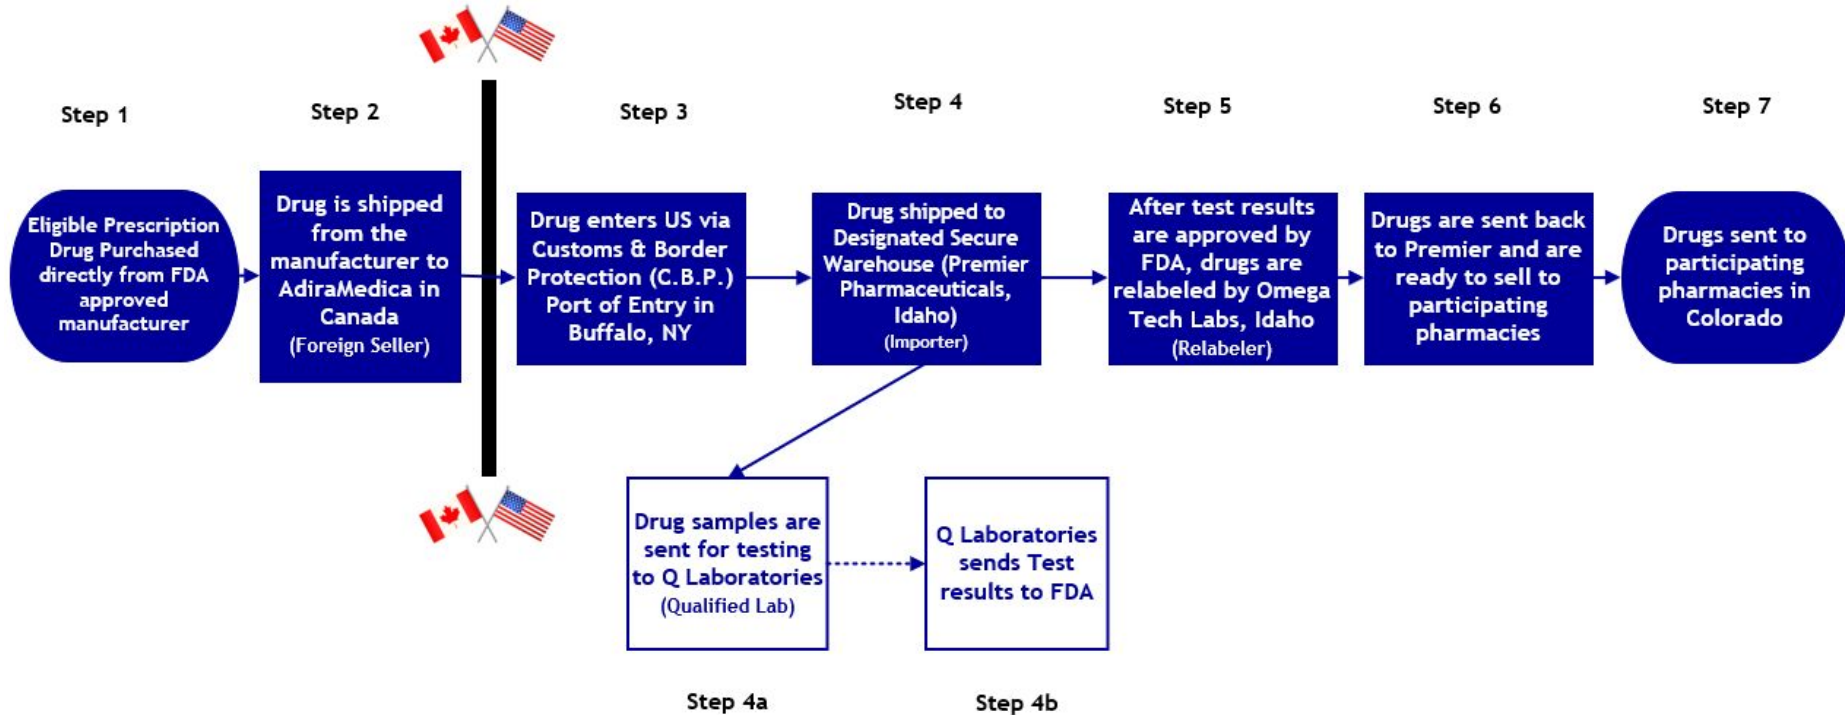 Step 1
Step 2
Step 3
Step 4
Step 5
Step 6
Step 7
Eligible Prescription
Drug Purchased
directly from FDA
approved
manufacturer
Drug is shipped
from the
manufacturer to
AdiraMedica in
Canada
(Foreign Seller)
Drug enters US via
Customs & Border
Protection (C.B.P.)
Port of Entry in
Buffalo, NY
Drug shipped to
Designated Secure
Warehouse (Premier
Pharmaceuticals,
Idaho)
(Importer)
After test results
are approved by
FDA, drugs are
relabeled by Omega
Tech Labs, Idaho
(Relabeler)
Drugs are sent back
to Premier and are
ready to sell to
participating
pharmacies
Drugs sent to
participating
pharmacies in
Colorado
Drug samples are
sent for testing
to Q Laboratories
(Qualified Lab)
Q Laboratories
sends Test
results to FDA
Step 4a
Step 4b